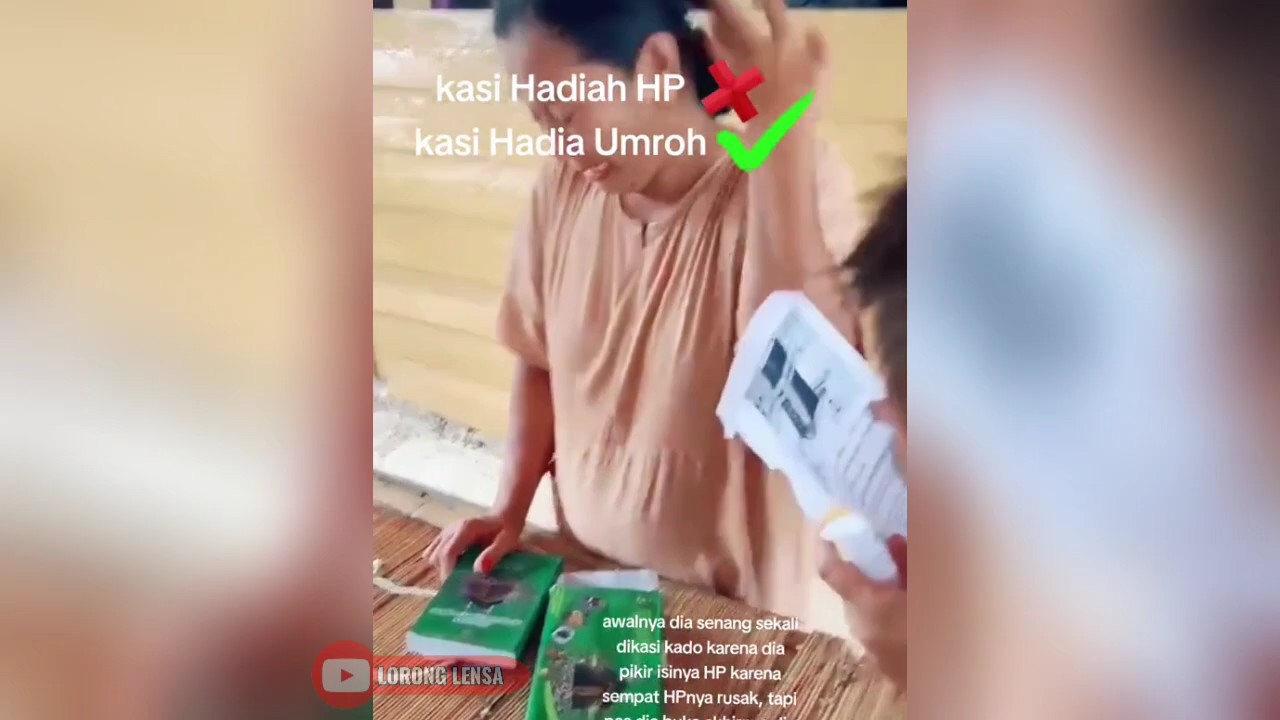 kasi Hadiah HP
kasi Hadia Umroh
awalnya dia senang sekali
dikasi kado karena dia
pikir isinya HP karena
sempat HPnya rusak, tapi
LORONG LENSA